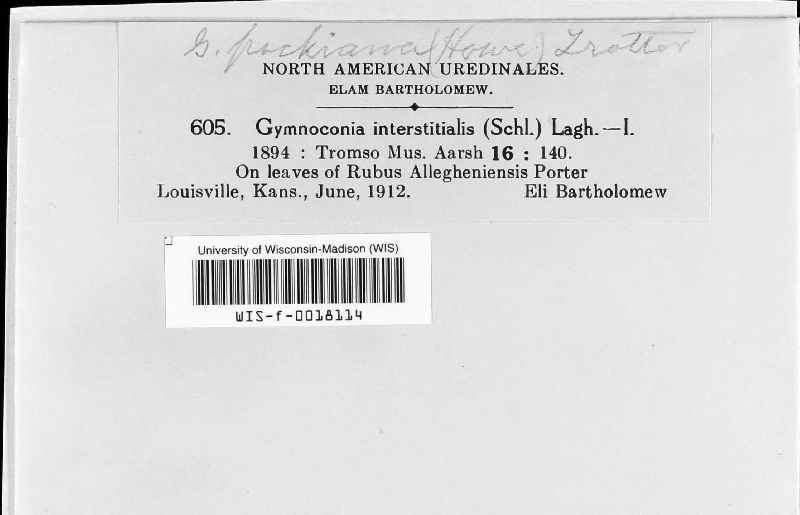 G. peckiana (Howe) Trotter
NORTH AMERICAN UREDINALES.
ELAM BARTHOLOMEW.
605. Gymnoconia interstitialis (Schl.) Lagh.—I.
1894 : Tromso Mus. Aarsh 16 : 140.
On leaves of Rubus Allegheniensis Porter
Louisville, Kans., June, 1912. Eli Bartholomew
University of Wisconsin-Madison (WIS)
WIS-f-0018114